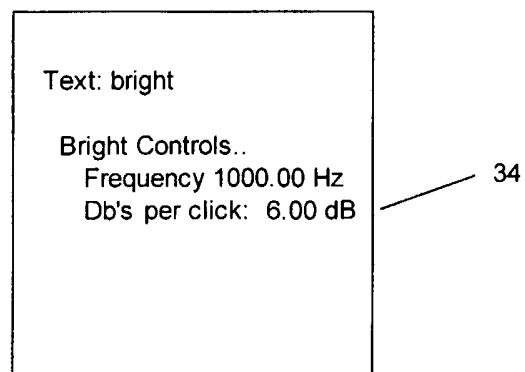 Text: bright
Bright Controls..
Frequency 1000.00 Hz
Db's per click: 6.00 dB
34